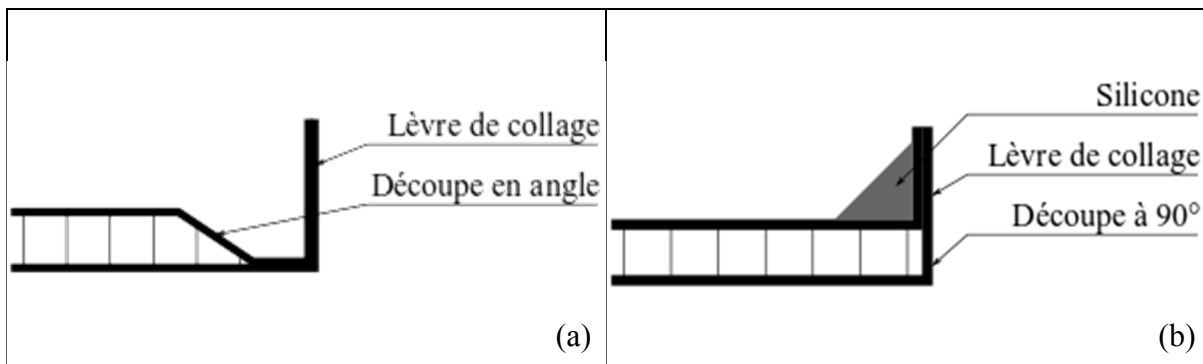 Lèvre de collage
Découpe en angle
(a)
Silicone
Lèvre de collage
Découpe à 90°
(b)